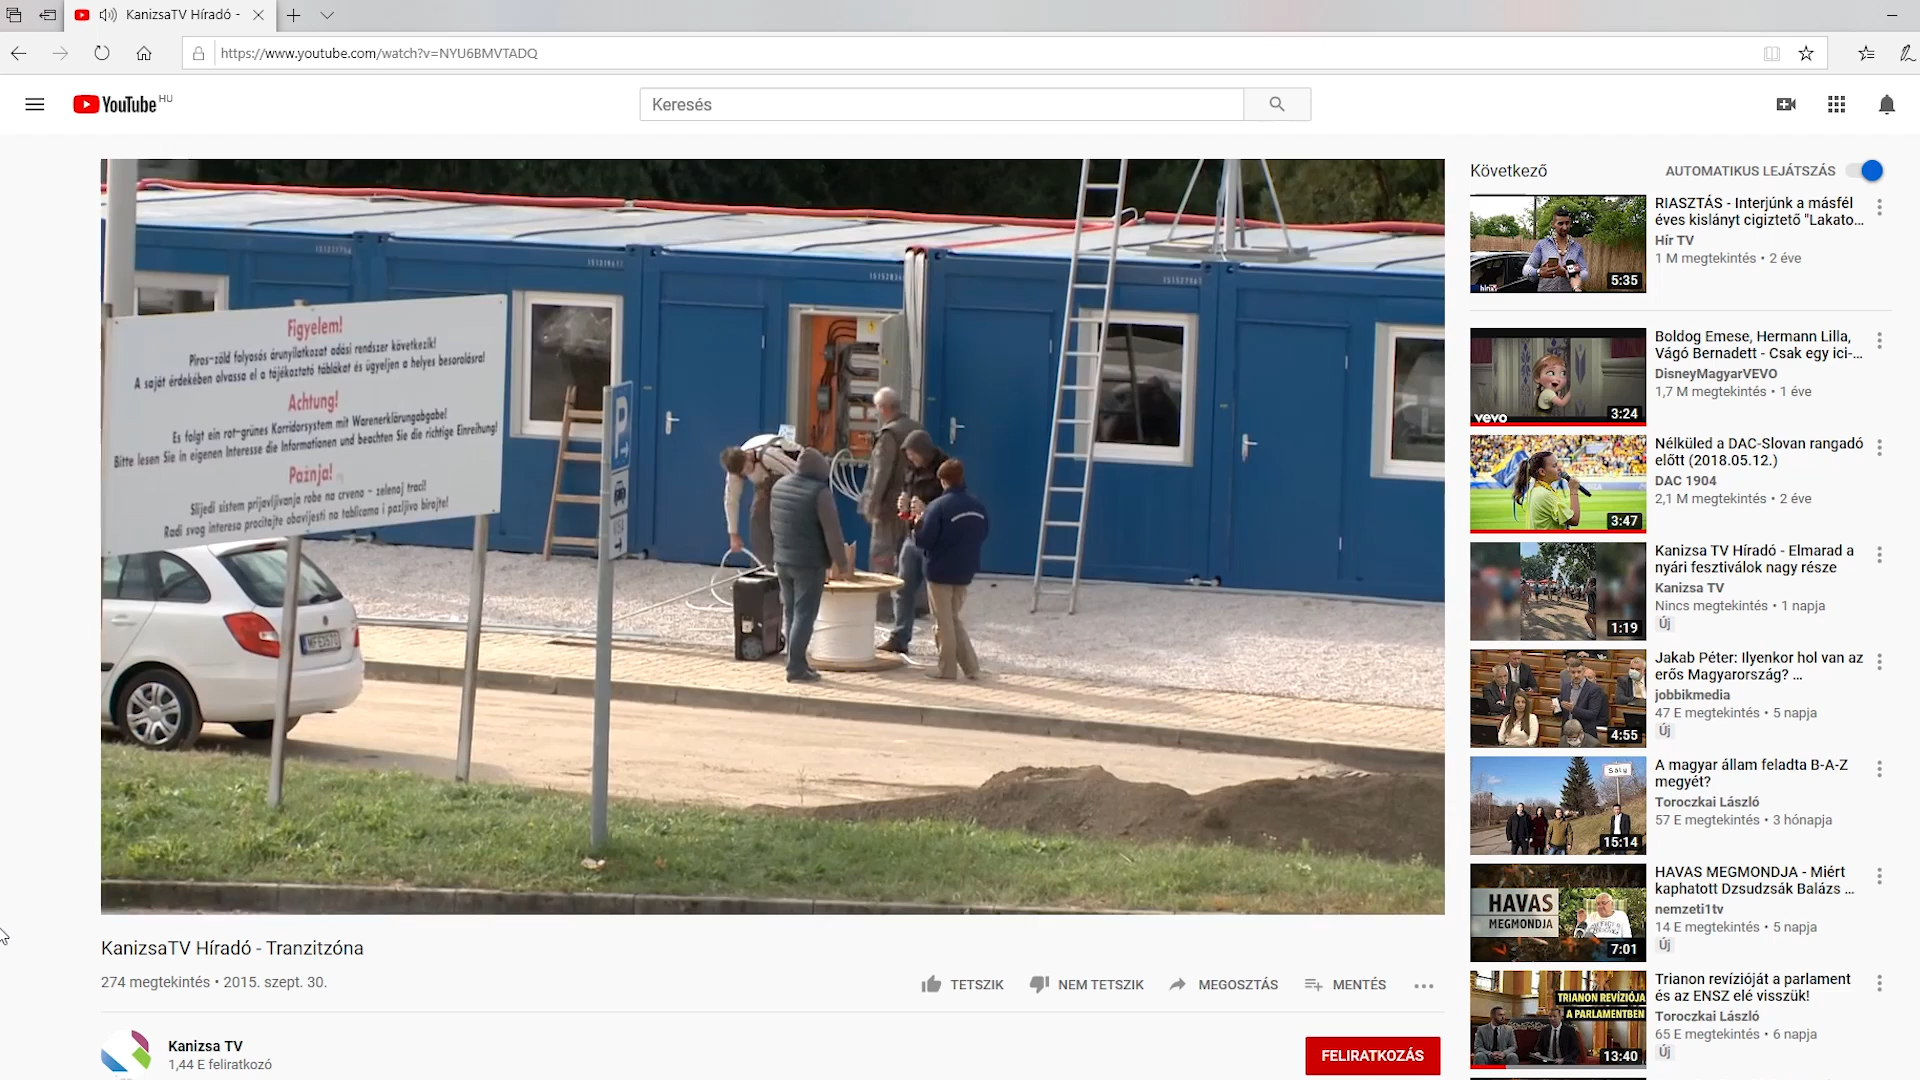 KanizsaTV Híradó -
https://www.youtube.com/watch?v=NYU6BMVTADQ
YouTube HU
Keresés
Figyelem!
Piros-zöld folyosós árunyilatkozat adási rendszer következik!
A saját érdekében olvassa el a tájékoztató táblákat és ügyeljen a helyes besorolásra!
Achtung!
Es folgt ein rot-grünes Korridorsystem mit Warenerklärungabgabe!
Bitte lesen Sie in eigenen Interesse die Informationen und beachten Sie die richtige Einreihung!
Pažnja!
Slijedi sistem prijavljivanja robe na crveno - zelenoj traci!
Radi svog interesa procitajte obavijesti na tablicama i pazljivo birajte!
P
KanizsaTV Híradó - Tranzitzóna
274 megtekintés • 2015. szept. 30.
TETSZIK
NEM TETSZIK
MEGOSZTÁS
MENTÉS
Kanizsa TV
1,44 E feliratkozó
FELIRATKOZÁS
Következő
AUTOMATIKUS LEJÁTSZÁS
5:35
RIASZTÁS - Interjúnk a másfél
éves kislányt cigiztető "Lakato...
Hír TV
1 M megtekintés • 2 éve
vevo
3:24
Boldog Emese, Hermann Lilla,
Vágó Bernadett - Csak egy ici-...
DisneyMagyarVEVO
1,7 M megtekintés • 1 éve
3:47
Nélküled a DAC-Slovan rangadó
előtt (2018.05.12.)
DAC 1904
2,1 M megtekintés • 2 éve
1:19
Kanizsa TV Híradó - Elmarad a
nyári fesztiválok nagy része
Kanizsa TV
Nincs megtekintés • 1 napja
Új
4:55
Jakab Péter: Ilyenkor hol van az
erős Magyarország? ...
jobbikmedia
47 E megtekintés • 5 napja
Új
Sály
15:14
A magyar állam feladta B-A-Z
megyét?
Toroczkai László
57 E megtekintés • 3 hónapja
HAVAS
MEGMONDJA
7:01
HAVAS MEGMONDJA - Miért
kaphatott Dzsudzsák Balázs ...
nemzeti1tv
14 E megtekintés • 5 napja
Új
TRIANON REVÍZIÓJA
A PARLAMENTBEN
13:40
Trianon revízióját a parlament
és az ENSZ elé visszük!
Toroczkai László
65 E megtekintés • 6 napja
Új